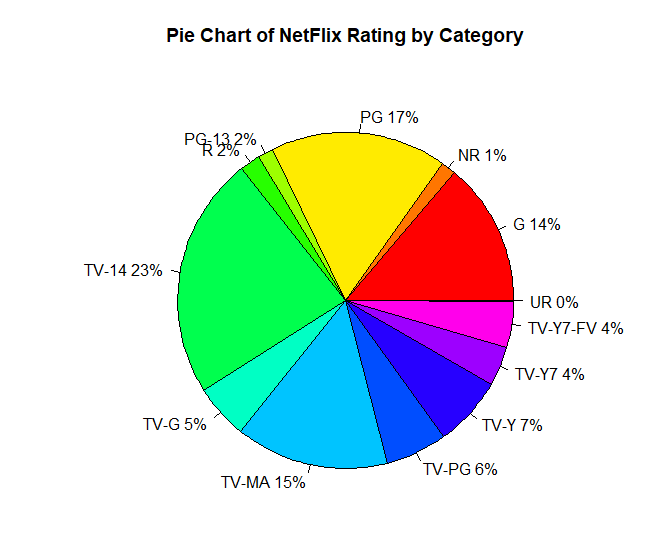 Pie Chart of NetFlix Rating by Category
PG 17%
PG-13 2%
R 2%
NR 1%
G 14%
TV-14 23%
UR 0%
TV-Y7-FV 4%
TV-Y7 4%
TV-G 5%
TV-Y 7%
TV-PG 6%
TV-MA 15%